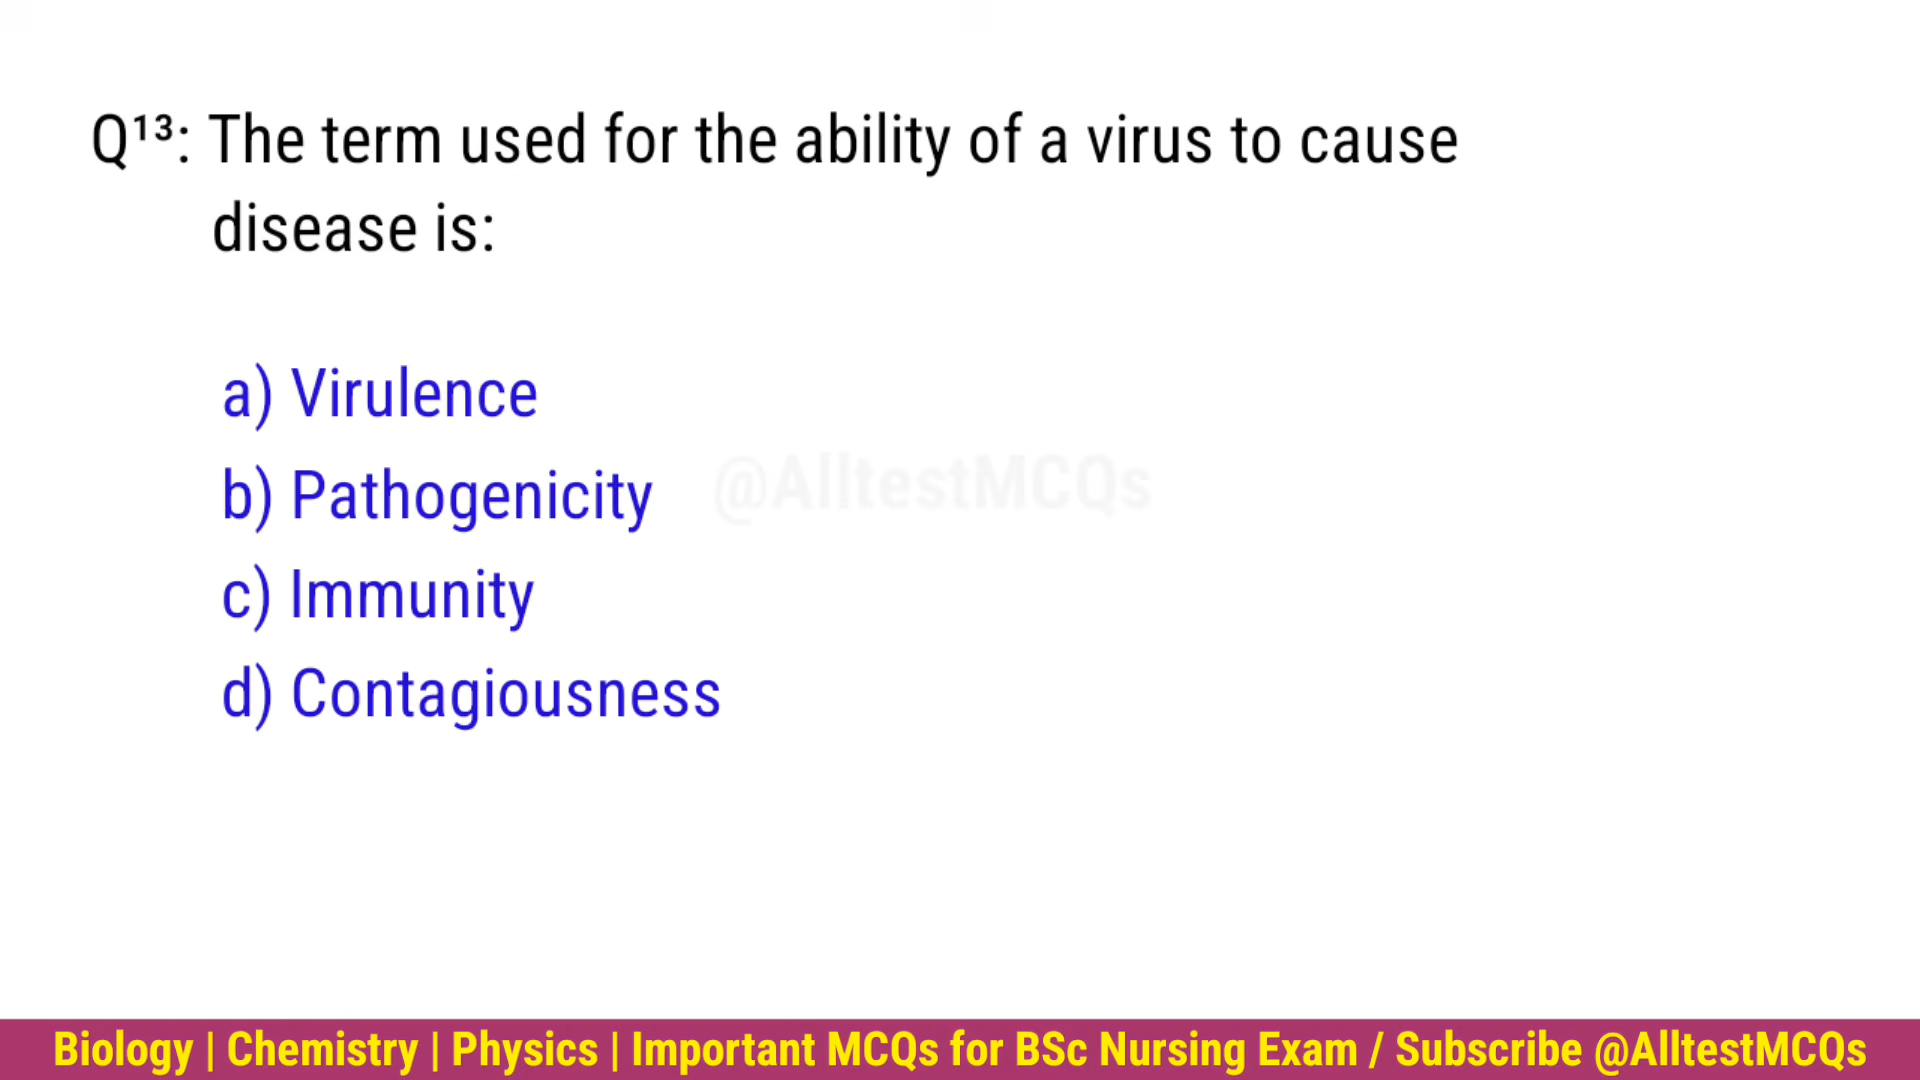 Q¹³: The term used for the ability of a virus to cause
disease is:
a) Virulence
b) Pathogenicity
@AlltestMCQs
c) Immunity
d) Contagiousness
Biology | Chemistry | Physics | Important MCQs for BSc Nursing Exam / Subscribe @AlltestMCQs